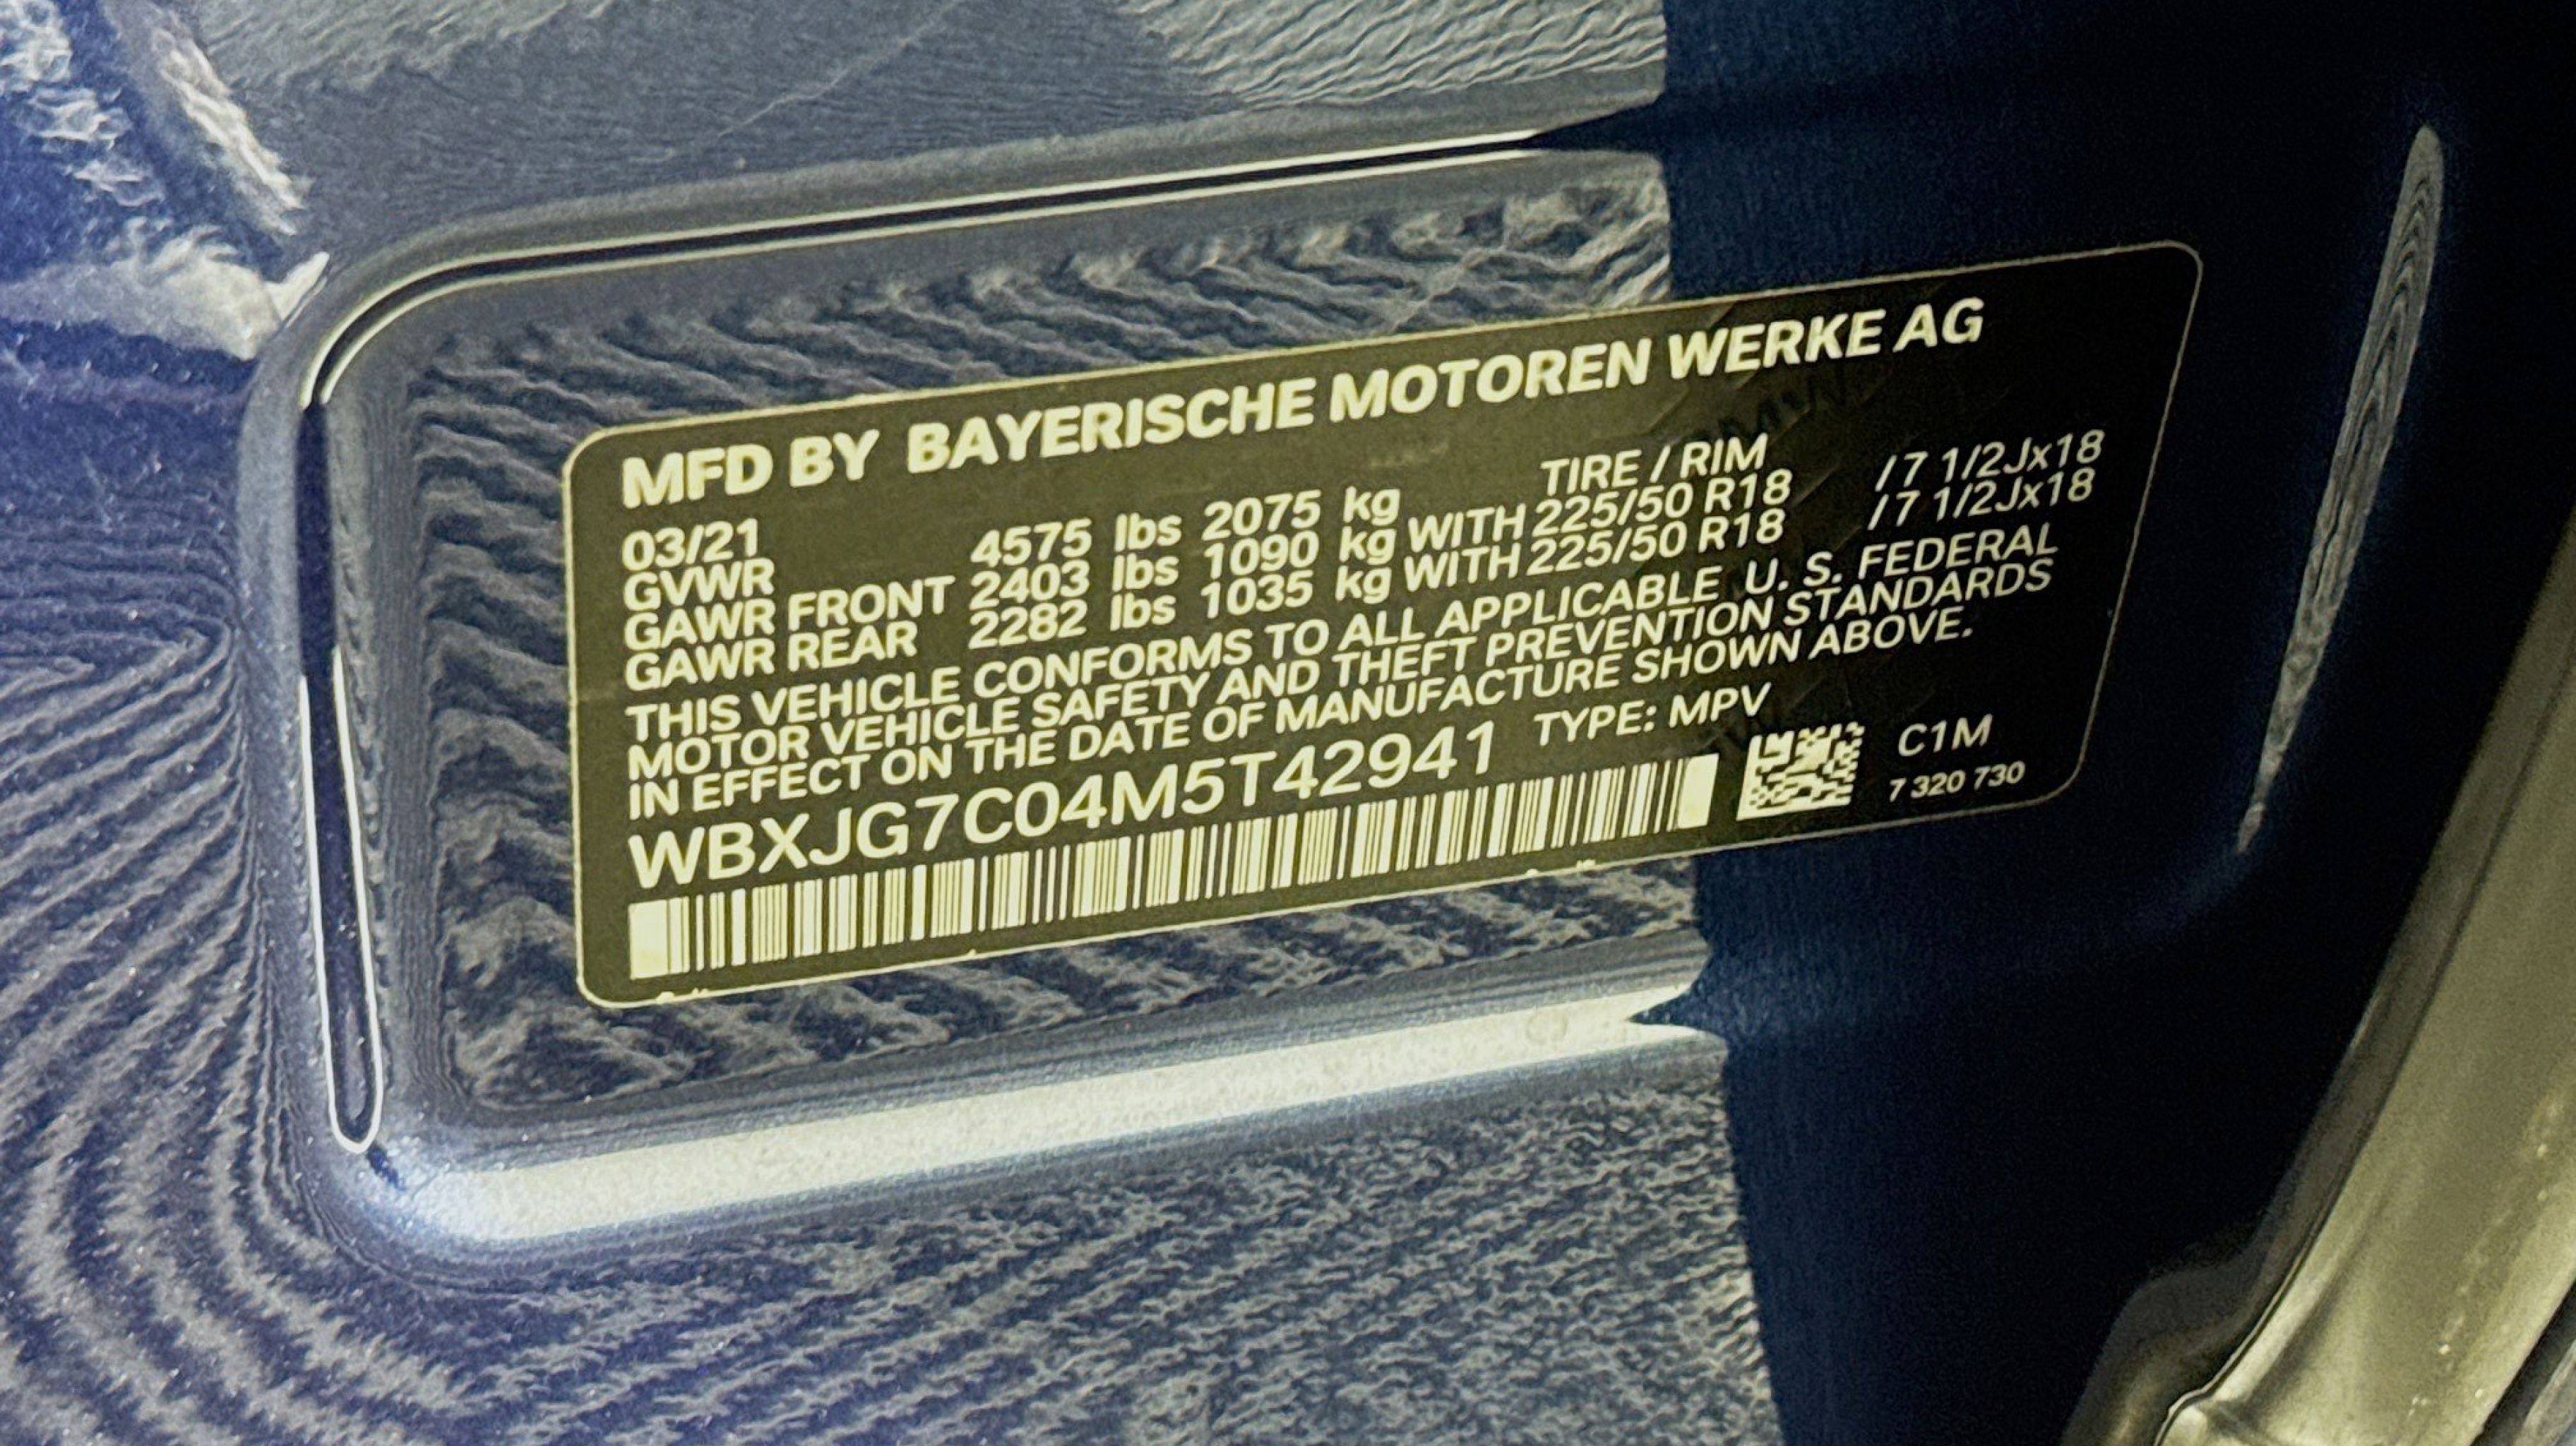 MFD BY BAYERISCHE MOTOREN WERKE AG
03/21 TIRE / RIM
GVWR 4575 lbs 2075 kg
GAWR FRONT 2403 lbs 1090 kg WITH 225/50 R18 / 7 1/2Jx18
GAWR REAR 2282 lbs 1035 kg WITH 225/50 R18 / 7 1/2Jx18
THIS VEHICLE CONFORMS TO ALL APPLICABLE U. S. FEDERAL
MOTOR VEHICLE SAFETY AND THEFT PREVENTION STANDARDS
IN EFFECT ON THE DATE OF MANUFACTURE SHOWN ABOVE.
WBXJG7C04M5T42941 TYPE: MPV
C1M
7 320 730